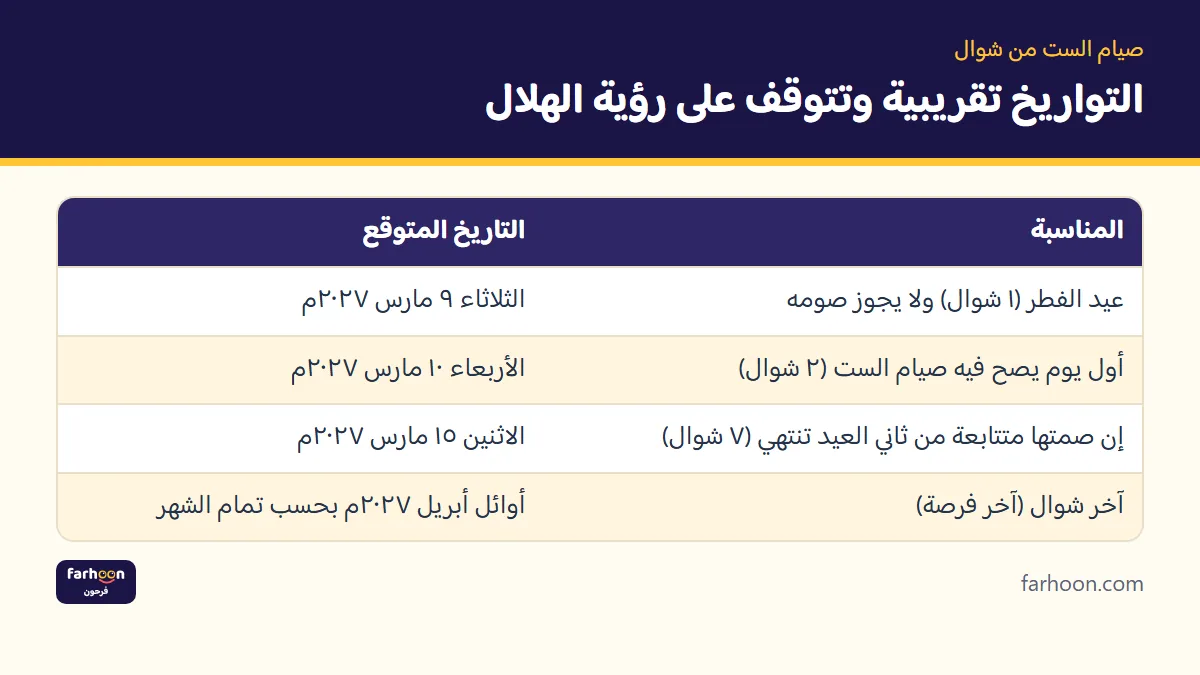 صيام الست من شوال
التواريخ تقريبية وتتوقف على رؤية الهلال
المناسبة
التاريخ المتوقع
عيد الفطر (١ شوال) ولا يجوز صومه
الثلاثاء ٩ مارس ٢٠٢٧م
أول يوم يصح فيه صيام الست (٢ شوال)
الأربعاء ١٠ مارس ٢٠٢٧م
إن صمتها متتابعة من ثاني العيد تنتهي (٧ شوال)
الاثنين ١٥ مارس ٢٠٢٧م
آخر شوال (آخر فرصة)
أوائل أبريل ٢٠٢٧م بحسب تمام الشهر
farhoon.com
farhoon
فرحون